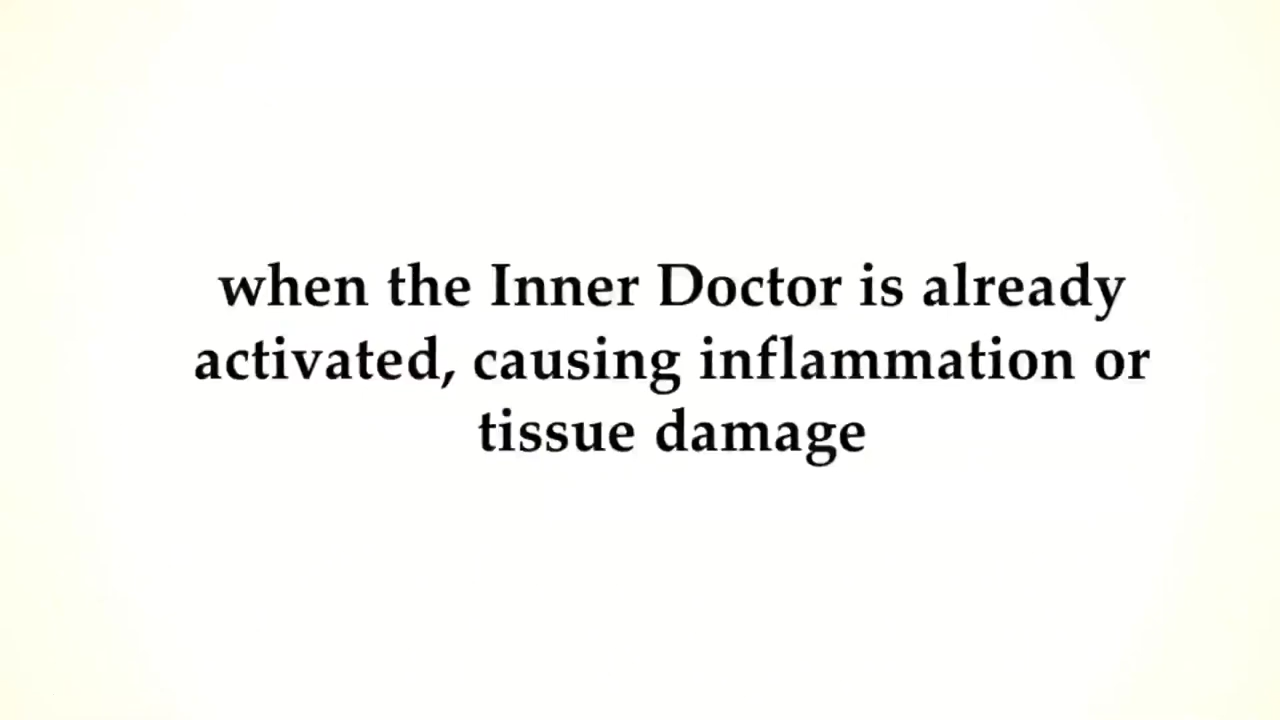 when the Inner Doctor is already
activated, causing inflammation or
tissue damage